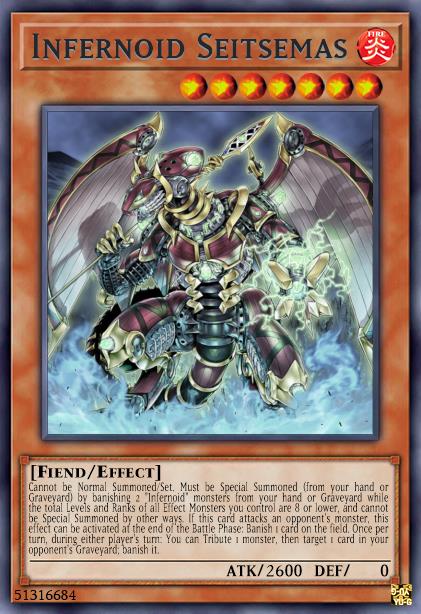 INFERNOID SEITSEMAS
FIRE
炎
[FIEND/EFFECT]
Cannot be Normal Summoned/Set. Must be Special Summoned (from your hand or
Graveyard) by banishing 2 "Infernoid" monsters from your hand or Graveyard while
the total Levels and Ranks of all Effect Monsters you control are 8 or lower, and cannot
be Special Summoned by other ways. If this card attacks an opponent's monster, this
effect can be activated at the end of the Battle Phase: Banish 1 card on the field. Once per
turn, during either player's turn: You can Tribute 1 monster, then target 1 card in your
opponent's Graveyard; banish it.
ATK/2600 DEF/ 0
51316684